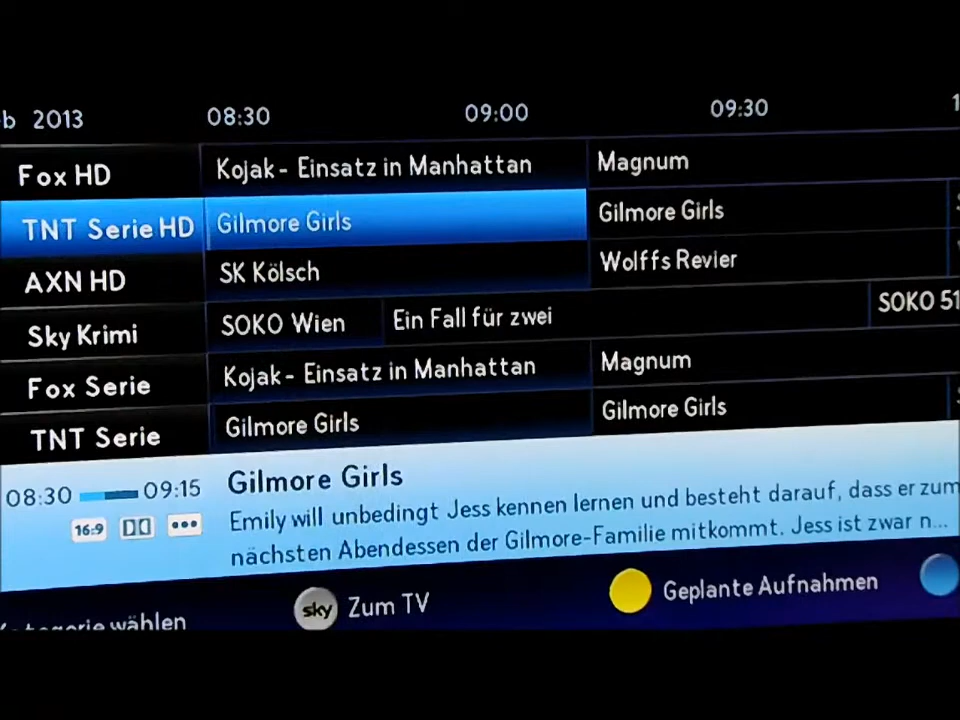 2013 08:30 09:00 09:30
Fox HD Kojak - Einsatz in Manhattan Magnum
TNT Serie HD Gilmore Girls Gilmore Girls
AXN HD SK Kölsch Wolffs Revier
Sky Krimi SOKO Wien Ein Fall für zwei SOKO 51
Fox Serie Kojak - Einsatz in Manhattan Magnum
TNT Serie Gilmore Girls Gilmore Girls
08:30 09:15 Gilmore Girls
16:9 Emily will unbedingt Jess kennen lernen und besteht darauf, dass er zum
nächsten Abendessen der Gilmore-Familie mitkommt. Jess ist zwar n...
wählen sky Zum TV Geplante Aufnahmen